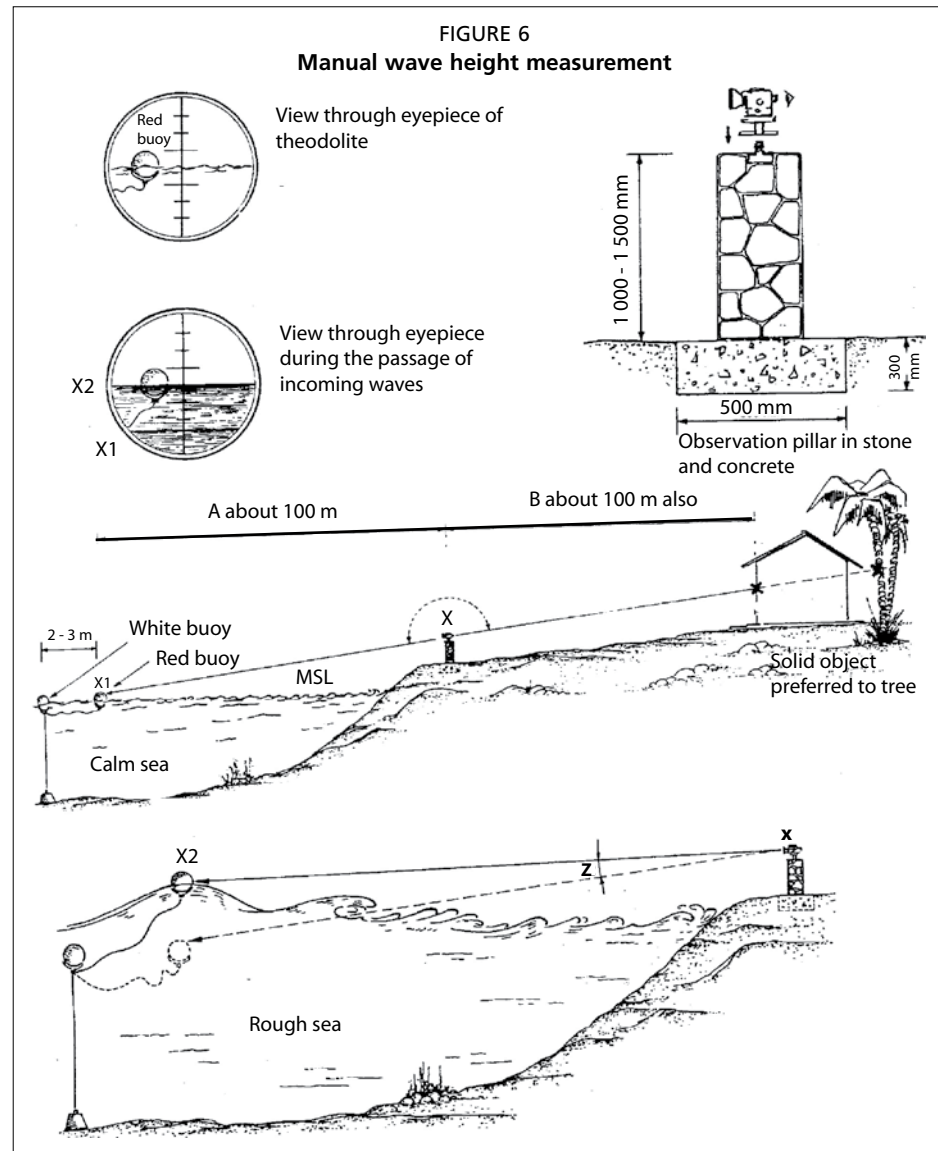 FIGURE 6
Manual wave height measurement
Red
buoy
View through eyepiece of
theodolite
1 000 - 1 500 mm
X2
X1
View through eyepiece
during the passage of
incoming waves
300
mm
500 mm
Observation pillar in stone
and concrete
A about 100 m
B about 100 m also
X
2 - 3 m
White buoy
Red buoy
X1
MSL
Solid object
preferred to tree
Calm sea
X2
x
Z
Rough sea